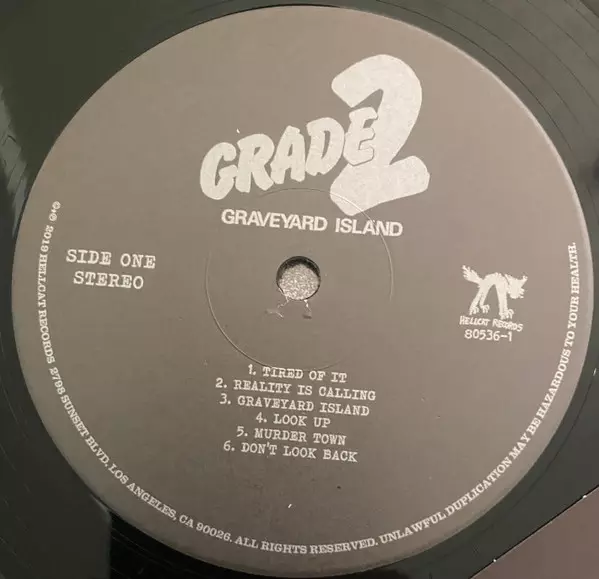 GRADE 2
GRAVEYARD ISLAND
SIDE ONE
STEREO
HELLCAT RECORDS
80536-1
1. TIRED OF IT
2. REALITY IS CALLING
3. GRAVEYARD ISLAND
4. LOOK UP
5. MURDER TOWN
6. DON'T LOOK BACK
©℗ 2019 HELLCAT RECORDS 2798 SUNSET BLVD. LOS ANGELES, CA 90026. ALL RIGHTS RESERVED. UNLAWFUL DUPLICATION MAY BE HAZARDOUS TO YOUR HEALTH.